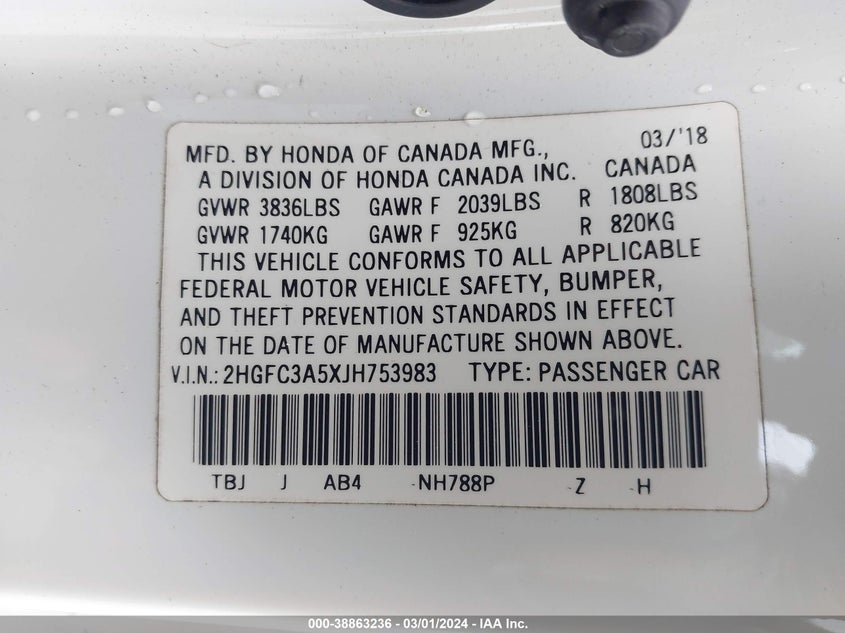 MFD. BY HONDA OF CANADA MFG., 03/'18
A DIVISION OF HONDA CANADA INC. CANADA
GVWR 3836LBS GAWR F 2039LBS R 1808LBS
GVWR 1740KG GAWR F 925KG R 820KG
THIS VEHICLE CONFORMS TO ALL APPLICABLE
FEDERAL MOTOR VEHICLE SAFETY, BUMPER,
AND THEFT PREVENTION STANDARDS IN EFFECT
ON THE DATE OF MANUFACTURE SHOWN ABOVE.
V.I.N.: 2HGFC3A5XJH753983 TYPE: PASSENGER CAR
TBJ J AB4 -NH788P -Z -H
000-38863236 - 03/01/2024 - IAA Inc.